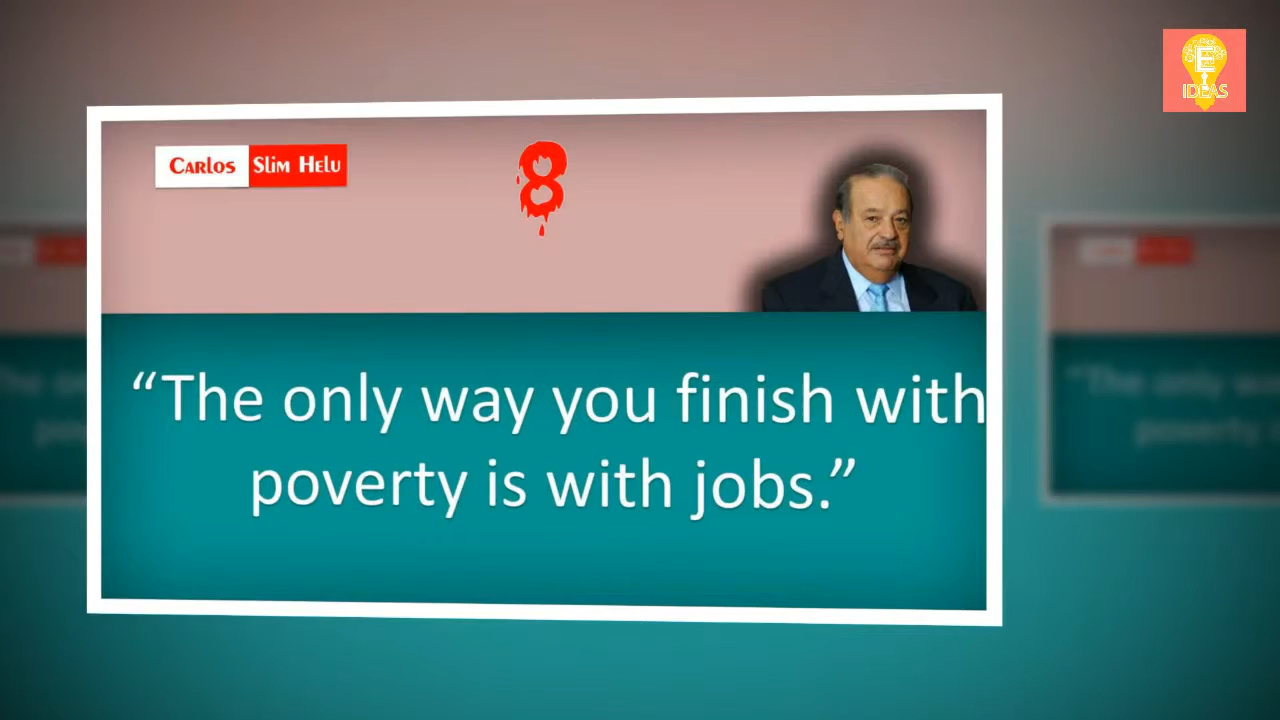 E
IDEAS
Carlos Slim Helu
8
“The only way you finish with
poverty is with jobs.”